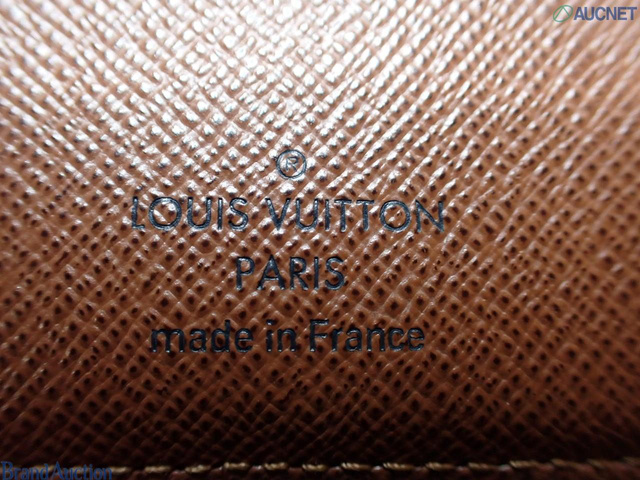 AUCNET
®
LOUIS VUITTON
PARIS
made in France
Brand Auction